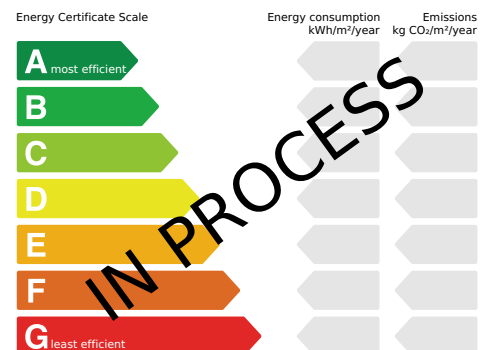 Energy Certificate Scale
Energy consumption
kWh/m²/year
Emissions
kg CO₂/m²/year
A most efficient
B
C
D
E
F
G least efficient
IN PROCESS